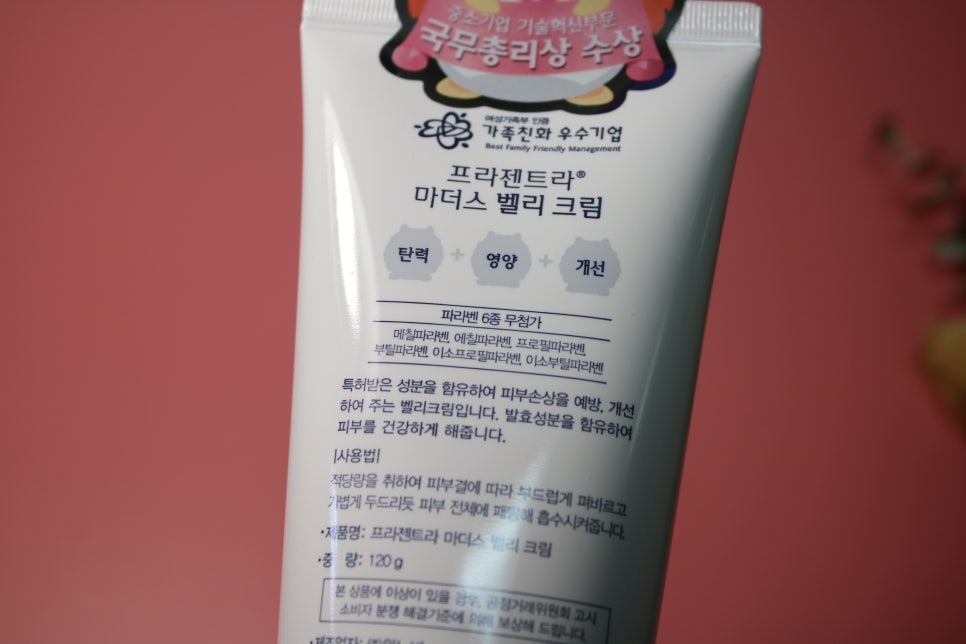 중소기업 기술혁신부문
국무총리상 수상
여성가족부 인증
가족친화 우수기업
Best Family Friendly Management
프라젠트라®
마더스 벨리 크림
탄력 + 영양 + 개선
파라벤 6종 무첨가
메칠파라벤, 에칠파라벤, 프로필파라벤,
부틸파라벤, 이소프로필파라벤, 이소부틸파라벤
특허받은 성분을 함유하여 피부손상을 예방, 개선
하여 주는 벨리크림입니다. 발효성분을 함유하여
피부를 건강하게 해줍니다.
|사용법|
적당량을 취하여 피부결에 따라 부드럽게 펴바르고
가볍게 두드리듯 피부 전체에 패팅해 흡수시켜줍니다.
·제품명: 프라젠트라 마더스 벨리 크림
·중 량: 120g
본 상품에 이상이 있을 경우, 공정거래위원회 고시
소비자 분쟁 해결기준에 의해 보상해 드립니다.
·제조업자: